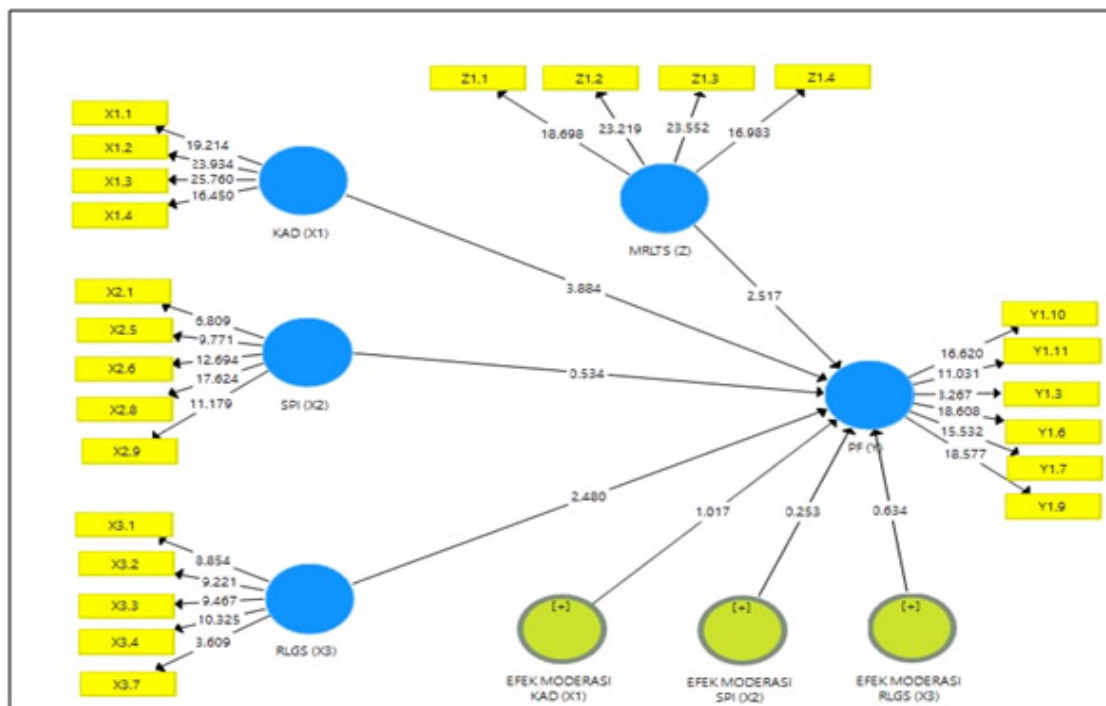 Z1.1
Z1.2
Z1.3
Z1.4
18.698
23.219
23.552
16.983
MRLTS (Z)
2.517
X1.1
X1.2
X1.3
X1.4
19.214
23.934
25.760
16.450
KAD (X1)
3.884
X2.1
X2.5
X2.6
X2.8
X2.9
6.809
9.771
12.694
17.624
11.179
SPI (X2)
0.534
X3.1
X3.2
X3.3
X3.4
X3.7
8.854
9.221
9.467
10.325
3.609
RLGS (X3)
2.480
PF (Y)
16.620
11.031
3.267
18.608
15.532
18.577
Y1.10
Y1.11
Y1.3
Y1.6
Y1.7
Y1.9
1.017
0.253
0.634
[+]
EFEK MODERASI
KAD (X1)
[+]
EFEK MODERASI
SPI (X2)
[+]
EFEK MODERASI
RLGS (X3)